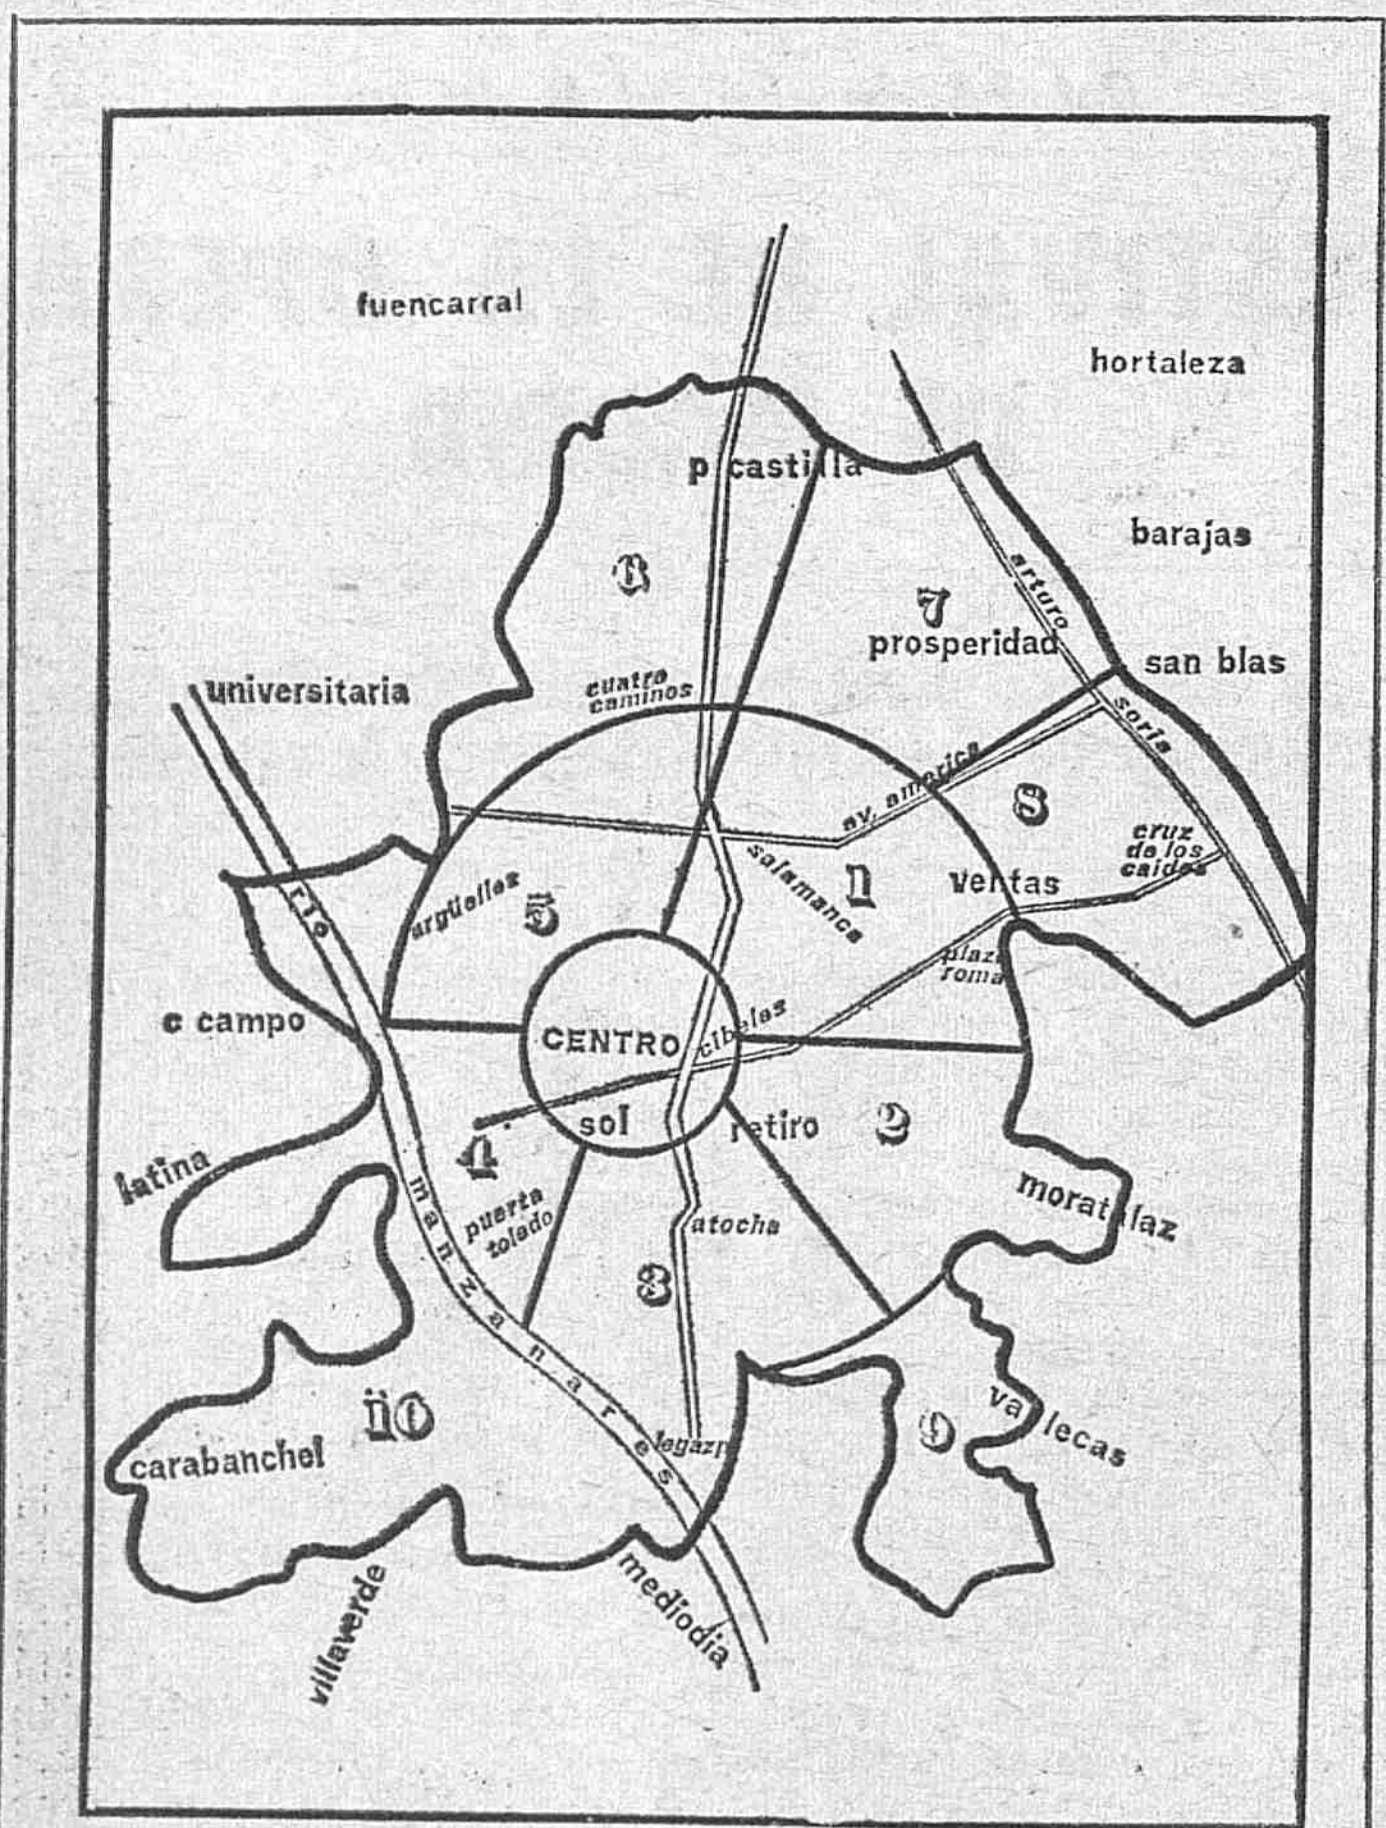 fuencarral
hortaleza
p castilla
barajas
6
arturo
7
prosperidad
san blas
universitaria
cuatro
caminos
soria
av. america
8
cruz
de los
caidos
salamanca
1
ventas
argüelles
5
rio
plaza
roma
c campo
CENTRO
cibeles
sol
retiro
2
4
latina
moratalaz
manzanares
puerta
toledo
atocha
3
10
vallecas
9
carabanchel
legazpi
villaverde
mediodia